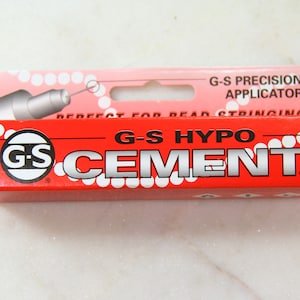 G-S PRECISION
APPLICATOR
PERFECT FOR BEAD STRINGING
G-S HYPO
G-S
CEMENT